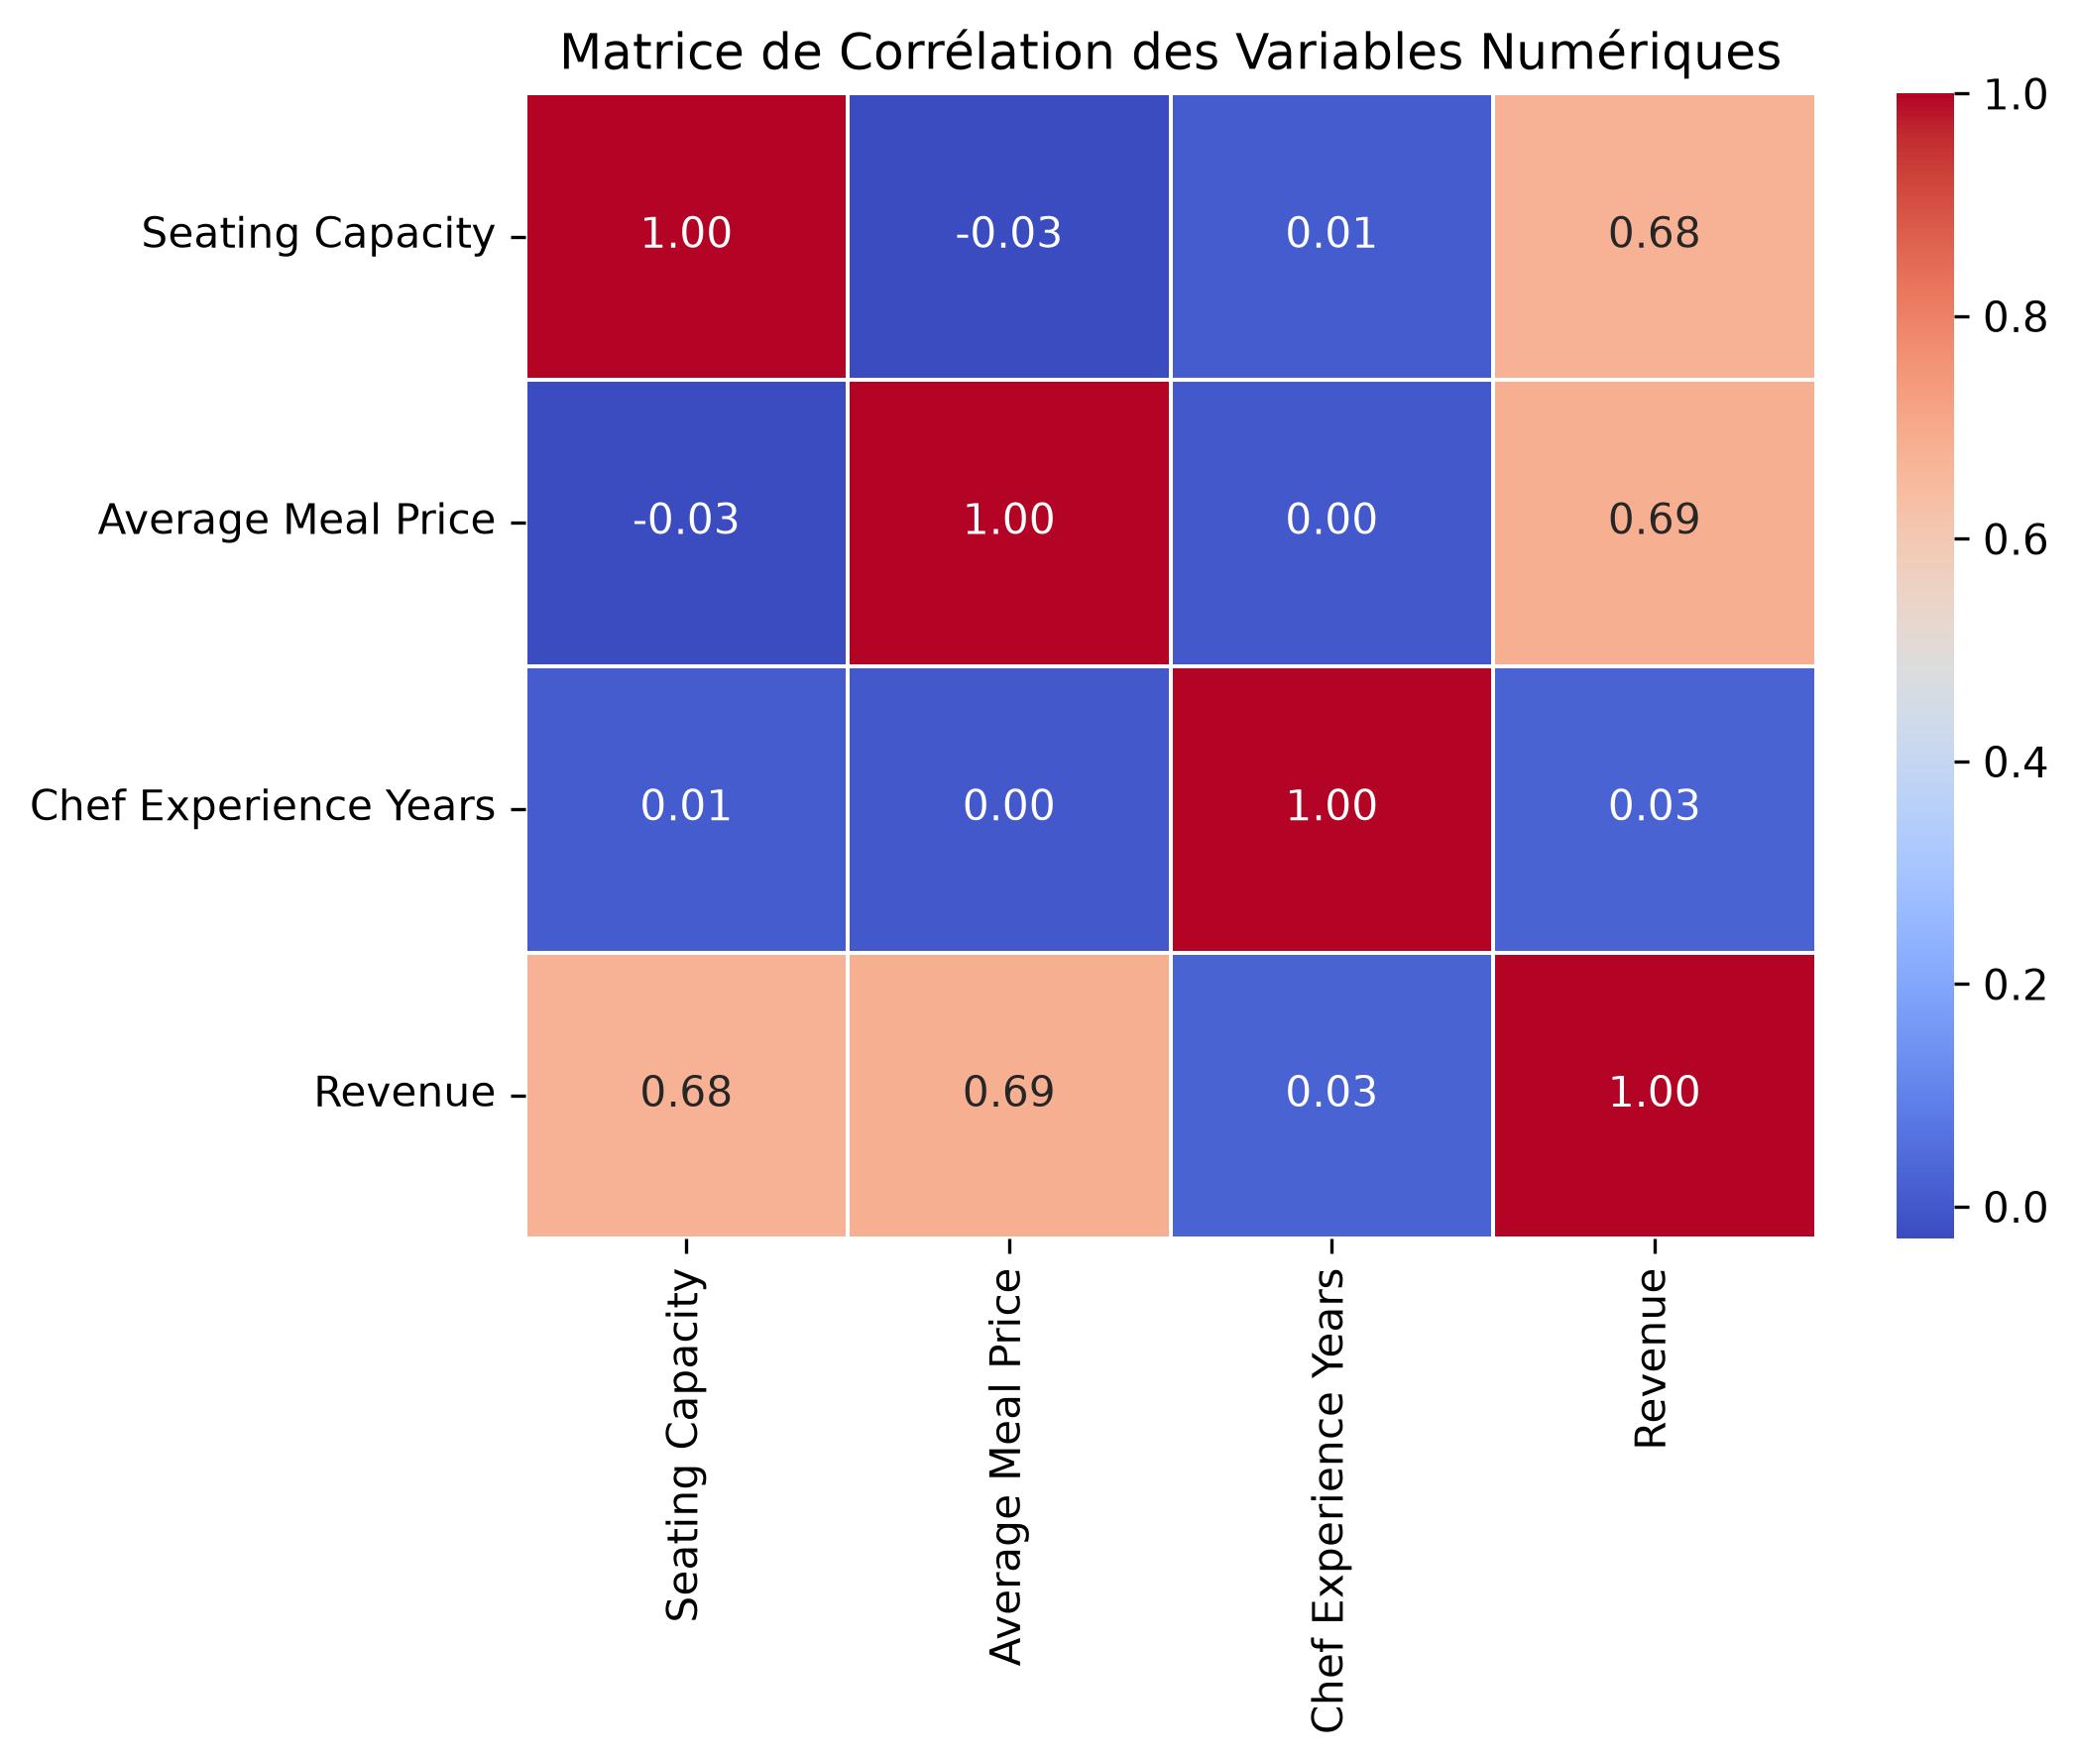 Matrice de Corrélation des Variables Numériques
Seating Capacity 1.00 -0.03 0.01 0.68
Average Meal Price -0.03 1.00 0.00 0.69
Chef Experience Years 0.01 0.00 1.00 0.03
Revenue 0.68 0.69 0.03 1.00
Seating Capacity
Average Meal Price
Chef Experience Years
Revenue
1.0
0.8
0.6
0.4
0.2
0.0